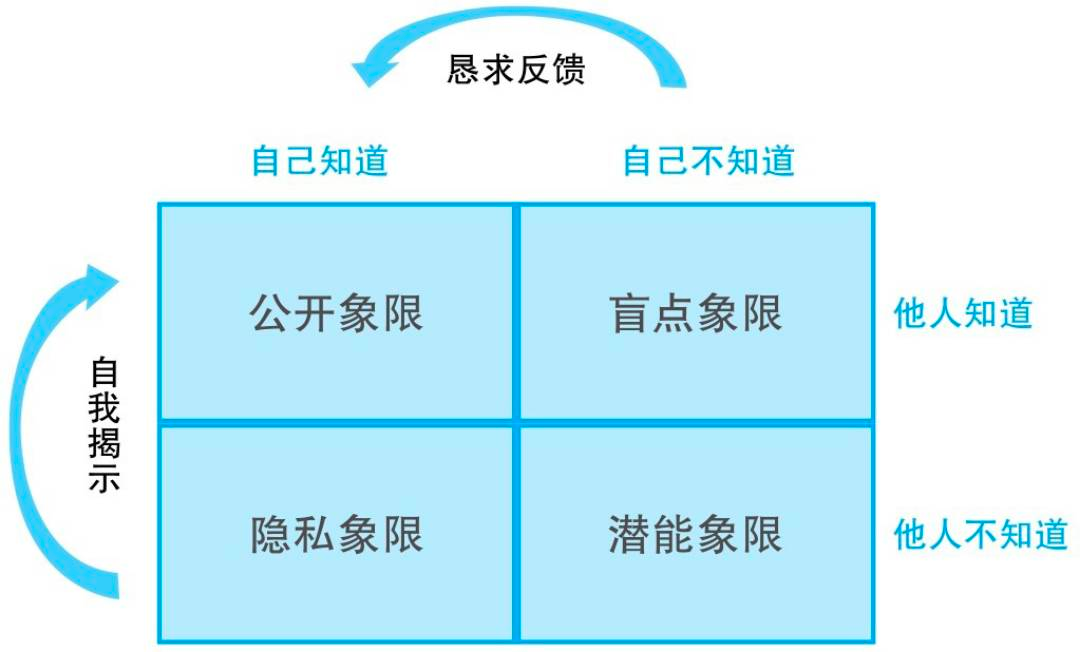 恳求反馈
自己知道
自己不知道
公开象限
盲点象限
他人知道
自我揭示
隐私象限
潜能象限
他人不知道